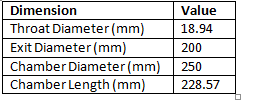 Dimension Value
Throat Diameter (mm) 18.94
Exit Diameter (mm) 200
Chamber Diameter (mm) 250
Chamber Length (mm) 228.57